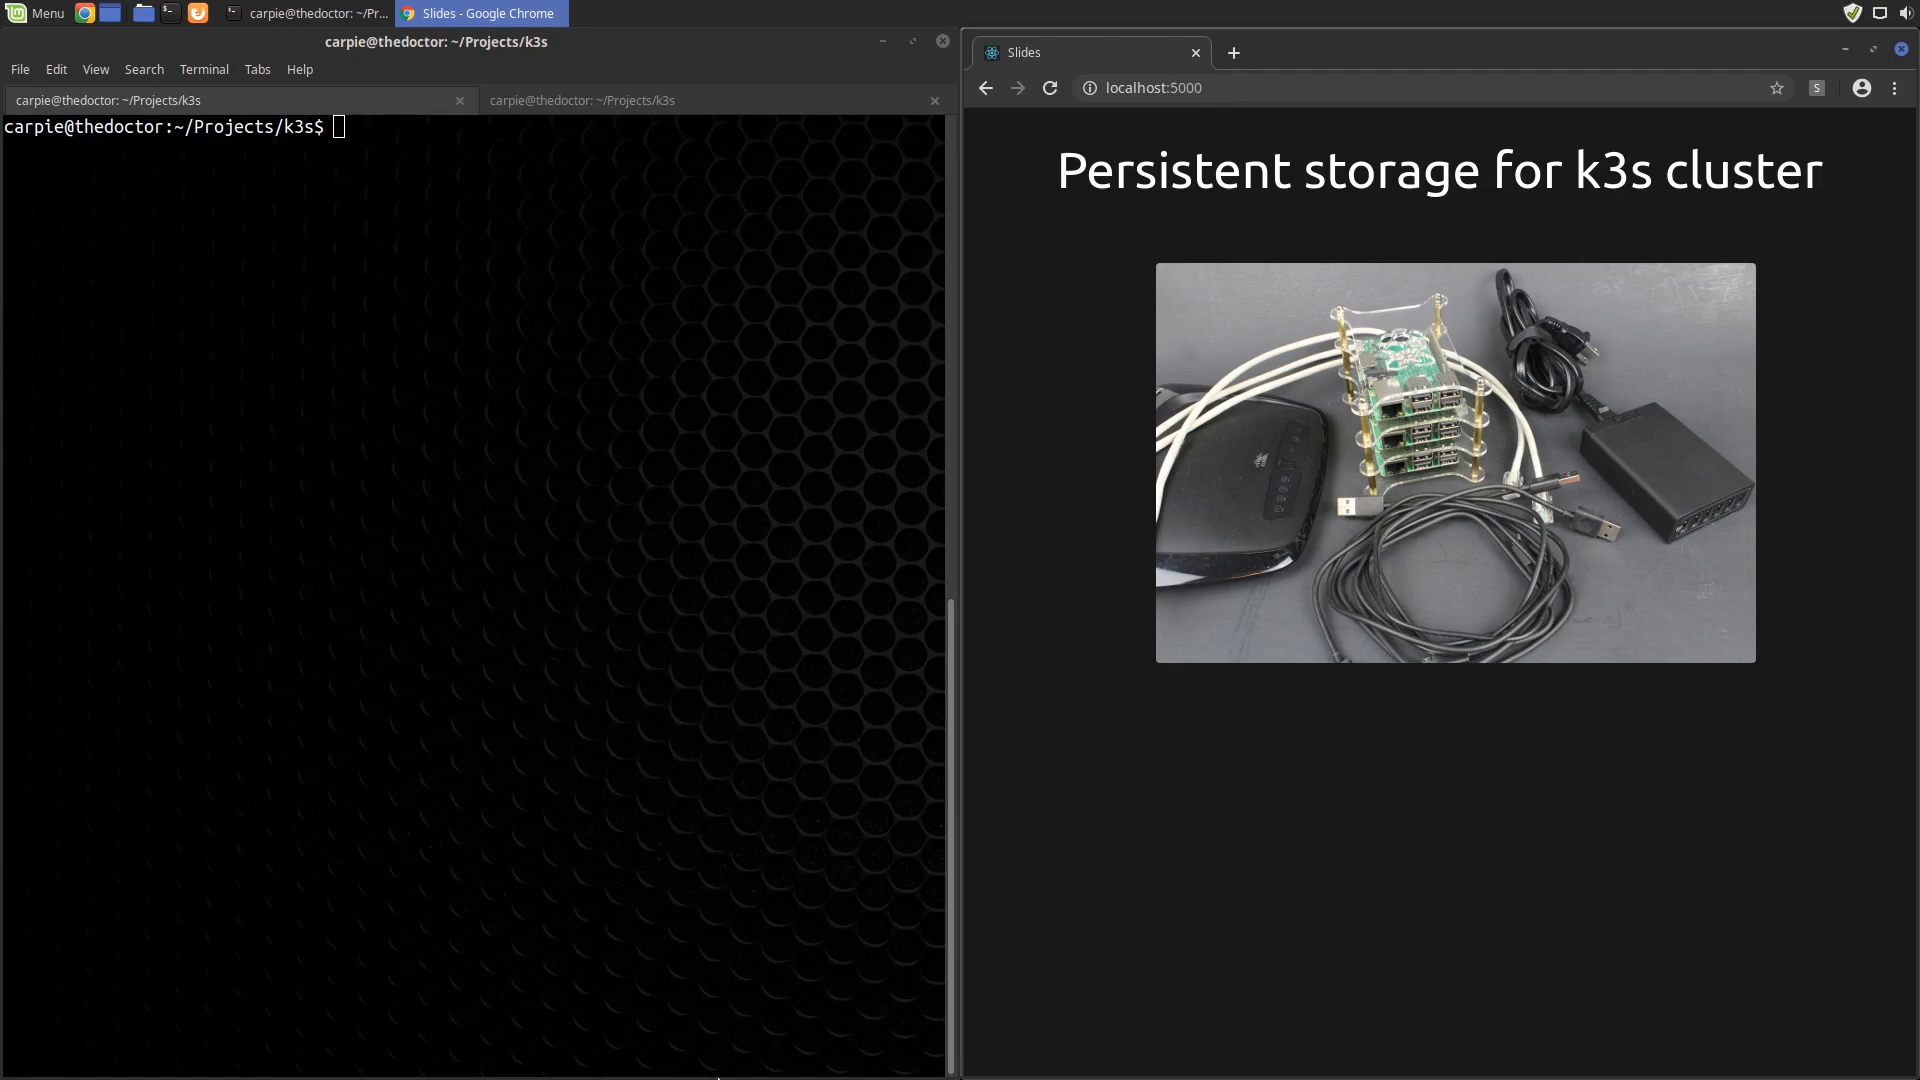 Menu
carpie@thedoctor: ~/Pr...
Slides - Google Chrome
carpie@thedoctor: ~/Projects/k3s
File Edit View Search Terminal Tabs Help
carpie@thedoctor: ~/Projects/k3s
carpie@thedoctor: ~/Projects/k3s
carpie@thedoctor:~/Projects/k3s$
Slides
localhost:5000
S
Persistent storage for k3s cluster